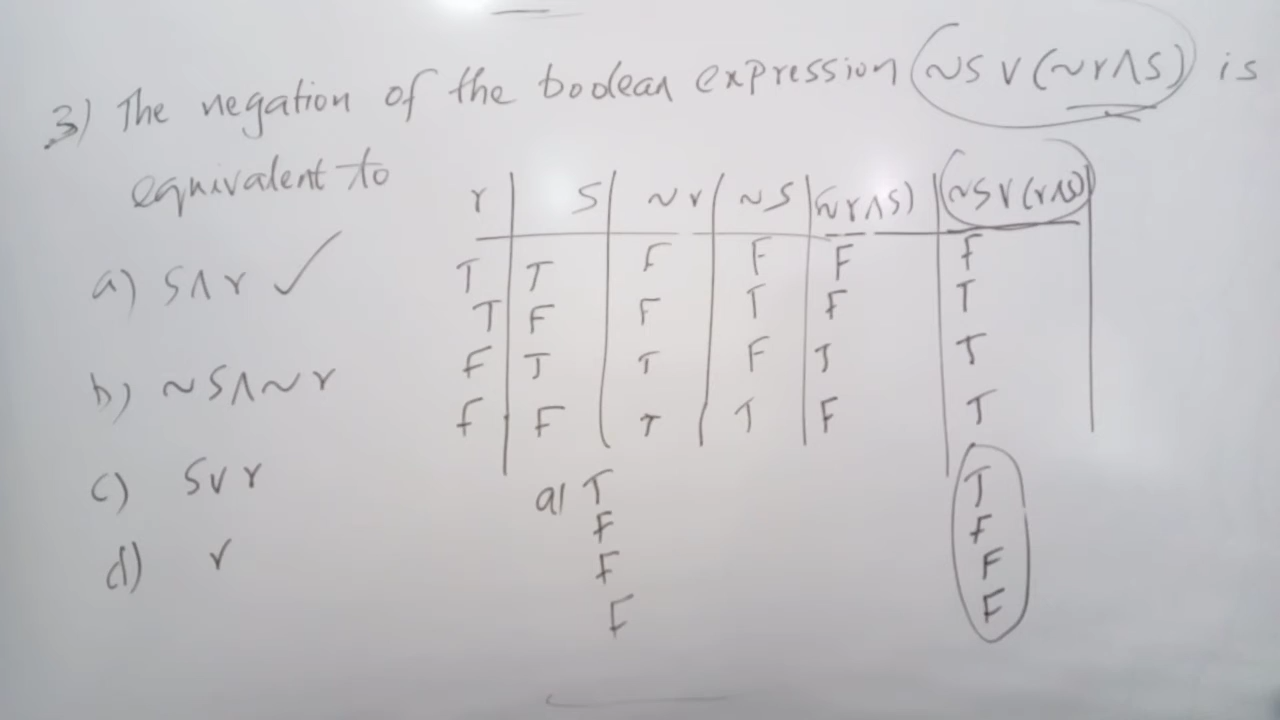 3) The negation of the boolean expression (~S ∨ (~r∧S)) is
equivalent to
r | S | ~r | ~S | (~r∧S) | ~S∨(r∧S)
a) S∧r ✓
T T F F F F
T F F T F T
b) ~S∧~r
F T T F T T
F F T T F T
c) S∨r
a) T T
F F
d) r
F F
F F